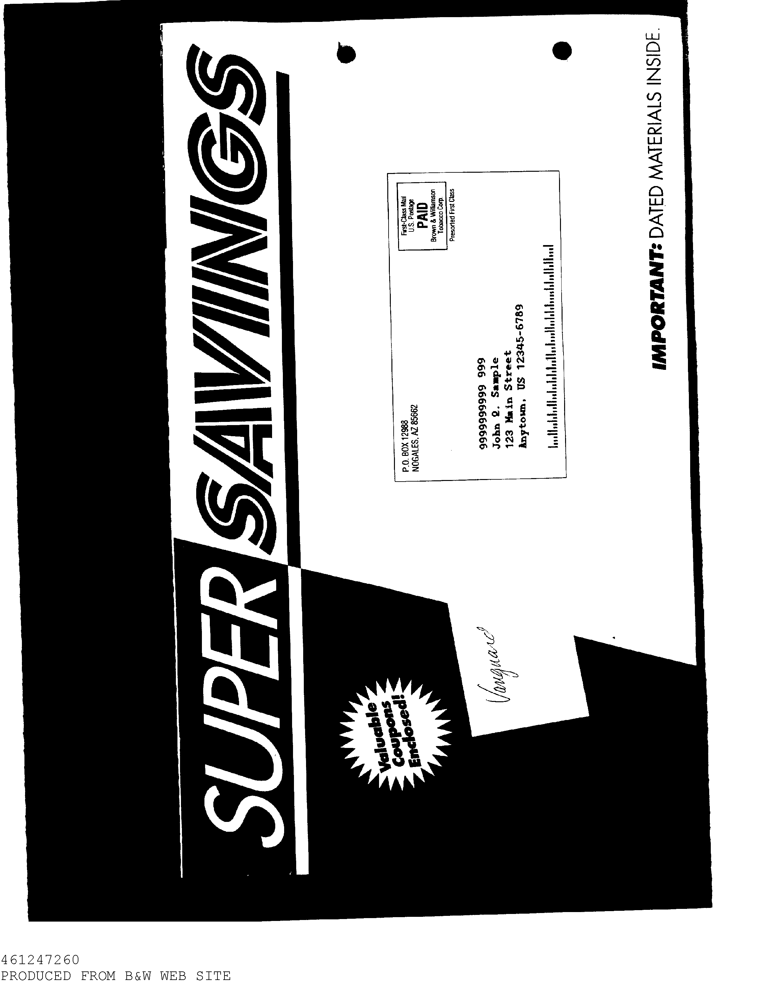 SUPER SAVINGS
First-Class Mail
U.S. Postage
PAID
Brown & Williamson
Tobacco Corp.
Presorted First Class
P.O. BOX 12988
NOGALES, AZ 85662
9999999999 999
John Q. Sample
123 Main Street
Anytown, US 12345-6789
Valuable
Coupons
Enclosed!
Vanguard
IMPORTANT: DATED MATERIALS INSIDE.
461247260
PRODUCED FROM B&W WEB SITE